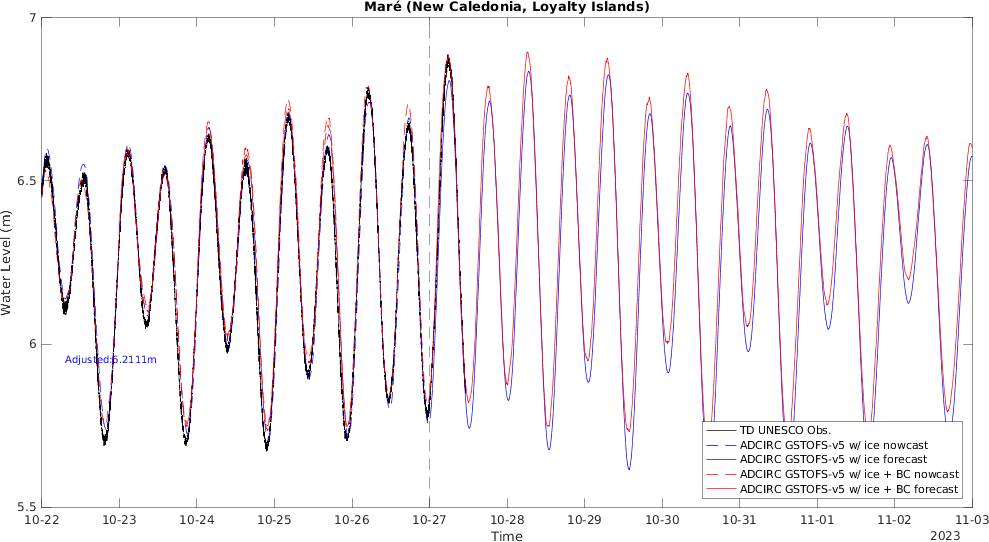 Maré (New Caledonia, Loyalty Islands)
7
6.5
6
5.5
Water Level (m)
Adjusted:6.2111m
TD UNESCO Obs.
ADCIRC GSTOFS-v5 w/ ice nowcast
ADCIRC GSTOFS-v5 w/ ice forecast
ADCIRC GSTOFS-v5 w/ ice + BC nowcast
ADCIRC GSTOFS-v5 w/ ice + BC forecast
10-22 10-23 10-24 10-25 10-26 10-27 10-28 10-29 10-30 10-31 11-01 11-02 11-03
Time
2023